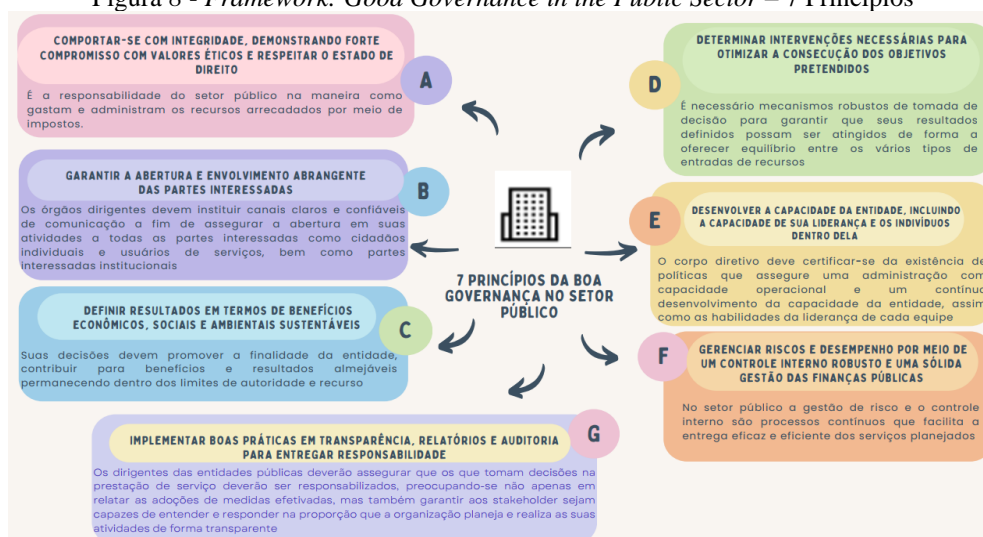 Figura 8 - Framework: Good Governance in the Public Sector – 7 Princípios
COMPORTAR-SE COM INTEGRIDADE, DEMONSTRANDO FORTE
COMPROMISSO COM VALORES ÉTICOS E RESPEITAR O ESTADO DE
DIREITO
A
É a responsabilidade do setor público na maneira como
gastam e administram os recursos arrecadados por meio de
impostos.
GARANTIR A ABERTURA E ENVOLVIMENTO ABRANGENTE
DAS PARTES INTERESSADAS
B
Os órgãos dirigentes devem instituir canais claros e confiáveis
de comunicação a fim de assegurar a abertura em suas
atividades a todas as partes interessadas como cidadãos
individuais e usuários de serviços, bem como partes
interessadas institucionais
DEFINIR RESULTADOS EM TERMOS DE BENEFÍCIOS
ECONÔMICOS, SOCIAIS E AMBIENTAIS SUSTENTÁVEIS
C
Suas decisões devem promover a finalidade da entidade,
contribuir para benefícios e resultados almejáveis
permanecendo dentro dos limites de autoridade e recurso
7 PRINCÍPIOS DA BOA
GOVERNANÇA NO SETOR
PÚBLICO
DETERMINAR INTERVENÇÕES NECESSÁRIAS PARA
OTIMIZAR A CONSECUÇÃO DOS OBJETIVOS
PRETENDIDOS
D
É necessário mecanismos robustos de tomada de
decisão para garantir que seus resultados
definidos possam ser atingidos de forma a
oferecer equilíbrio entre os vários tipos de
entradas de recursos
E
DESENVOLVER A CAPACIDADE DA ENTIDADE, INCLUINDO
A CAPACIDADE DE SUA LIDERANÇA E OS INDIVÍDUOS
DENTRO DELA
O corpo diretivo deve certificar-se da existência de
políticas que assegure uma administração com
capacidade operacional e um contínuo
desenvolvimento da capacidade da entidade, assim
como as habilidades da liderança de cada equipe
F
GERENCIAR RISCOS E DESEMPENHO POR MEIO DE
UM CONTROLE INTERNO ROBUSTO E UMA SÓLIDA
GESTÃO DAS FINANÇAS PÚBLICAS
No setor público a gestão de risco e o controle
interno são processos contínuos que facilita a
entrega eficaz e eficiente dos serviços planejados
IMPLEMENTAR BOAS PRÁTICAS EM TRANSPARÊNCIA, RELATÓRIOS E AUDITORIA
PARA ENTREGAR RESPONSABILIDADE
G
Os dirigentes das entidades públicas deverão assegurar que os que tomam decisões na
prestação de serviço deverão ser responsabilizados, preocupando-se não apenas em
relatar as adoções de medidas efetivadas, mas também garantir aos stakeholder sejam
capazes de entender e responder na proporção que a organização planeja e realiza as suas
atividades de forma transparente